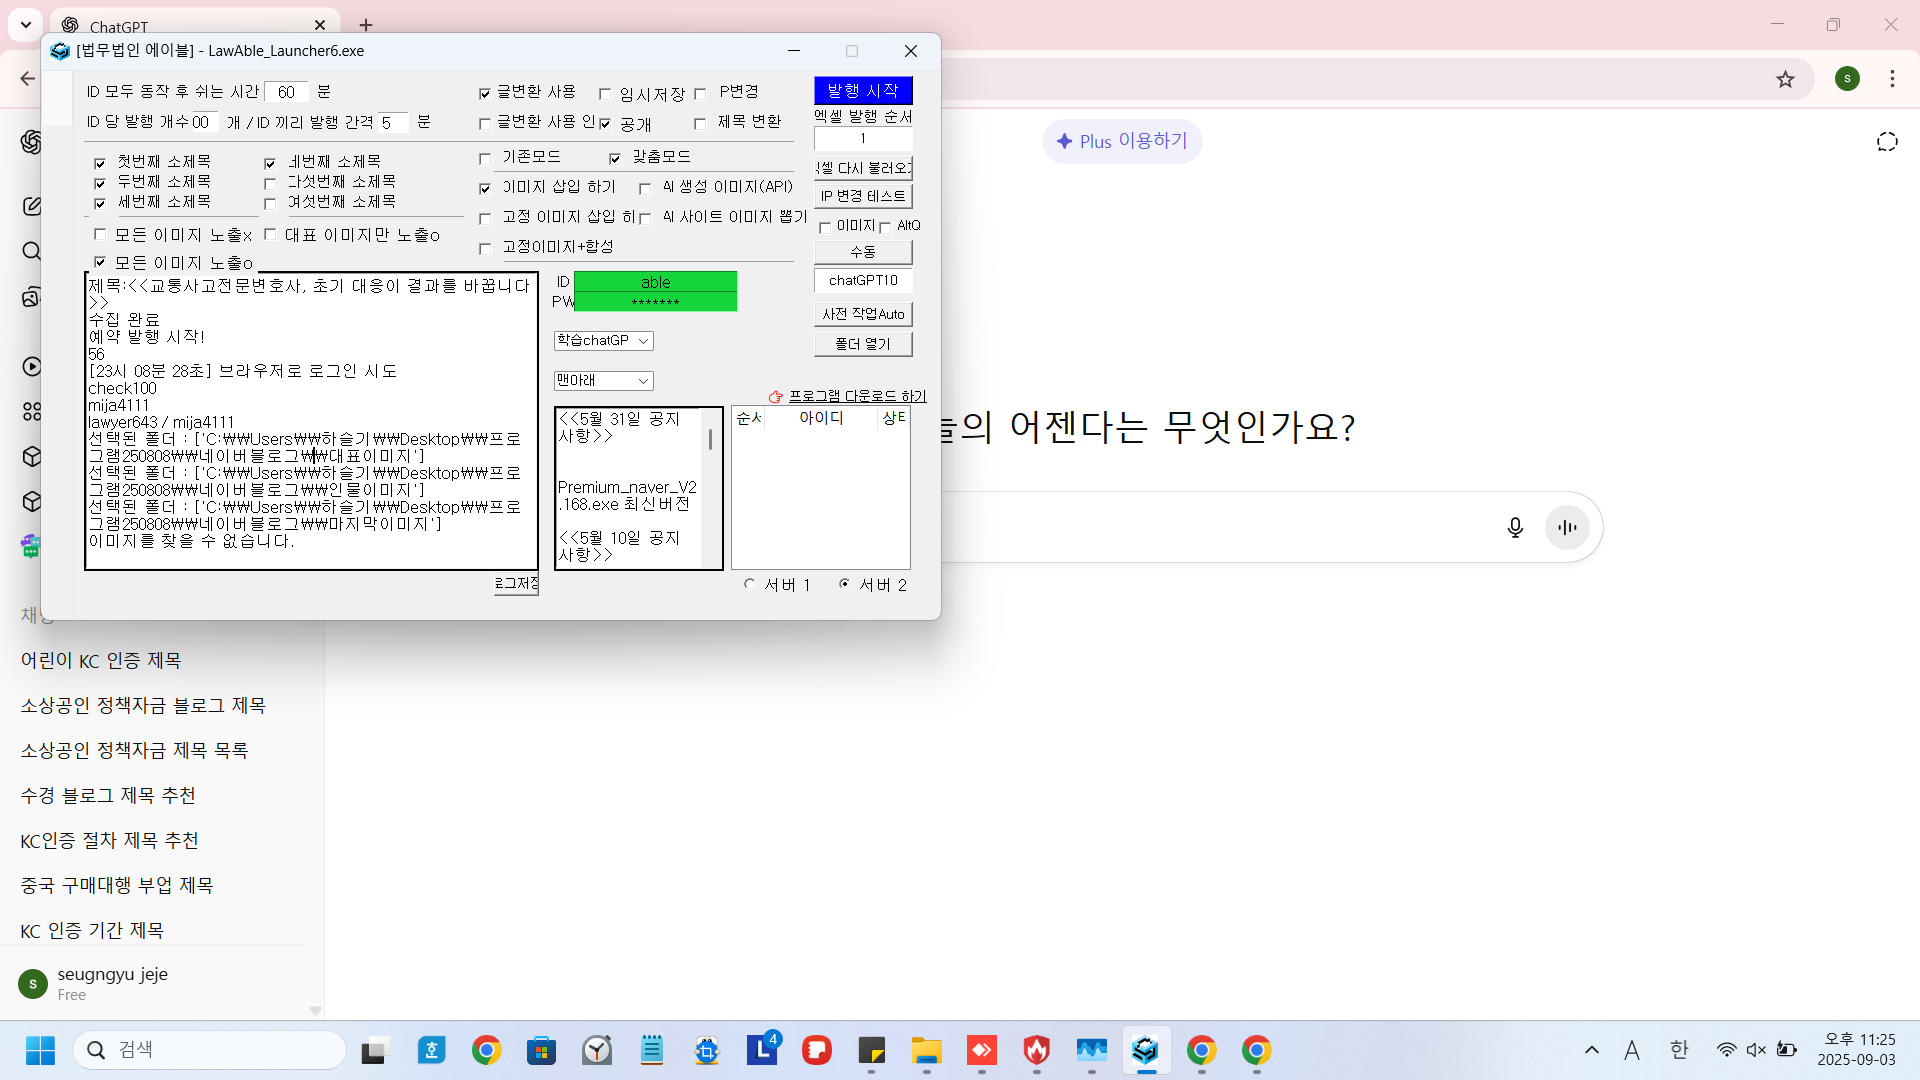 ChatGPT
[법무법인 에이블] - LawAble_Launcher6.exe
ID 모두 동작 후 쉬는 시간 60 분
ID 당 발행 개수 00 개 / ID 끼리 발행 간격 5 분
글변환 사용
임시저장
P변경
글변환 사용 인
공개
제목 변환
발행 시작
엑셀 발행 순서
1
셀 다시 불러오
IP 변경 테스트
이미지
AltQ
수동
chatGPT10
사전 작업Auto
폴더 열기
첫번째 소제목
두번째 소제목
세번째 소제목
네번째 소제목
다섯번째 소제목
여섯번째 소제목
기존모드
맞춤모드
이미지 삽입 하기
AI 생성 이미지(API)
고정 이미지 삽입 하
AI 사이트 이미지 뽑기
고정이미지+합성
모든 이미지 노출x
대표 이미지만 노출o
모든 이미지 노출o
제목:<<교통사고전문변호사, 초기 대응이 결과를 바꿉니다
>>
수집 완료
예약 발행 시작!
56
[23시 08분 28초] 브라우저로 로그인 시도
check100
mija4111
lawyer643 / mija4111
선택된 폴더 : ['C:₩₩Users₩₩하슬기₩₩Desktop₩₩프로
그램250808₩₩네이버블로그₩₩대표이미지']
선택된 폴더 : ['C:₩₩Users₩₩하슬기₩₩Desktop₩₩프로
그램250808₩₩네이버블로그₩₩인물이미지']
선택된 폴더 : ['C:₩₩Users₩₩하슬기₩₩Desktop₩₩프로
그램250808₩₩네이버블로그₩₩마지막이미지']
이미지를 찾을 수 없습니다.
로그저장
ID able
PW *******
학습chatGP
맨아래
프로그램 다운로드 하기
<<5월 31일 공지
사항>>
Premium_naver_V2
.168.exe 최신버전
<<5월 10일 공지
사항>>
순서 아이디 상태
서버 1
서버 2
Plus 이용하기
늘의 어젠다는 무엇인가요?
채팅
어린이 KC 인증 제목
소상공인 정책자금 블로그 제목
소상공인 정책자금 제목 목록
수경 블로그 제목 추천
KC인증 절차 제목 추천
중국 구매대행 부업 제목
KC 인증 기간 제목
S
seugngyu jeje
Free
S
검색
호
L
4
A
한
오후 11:25
2025-09-03